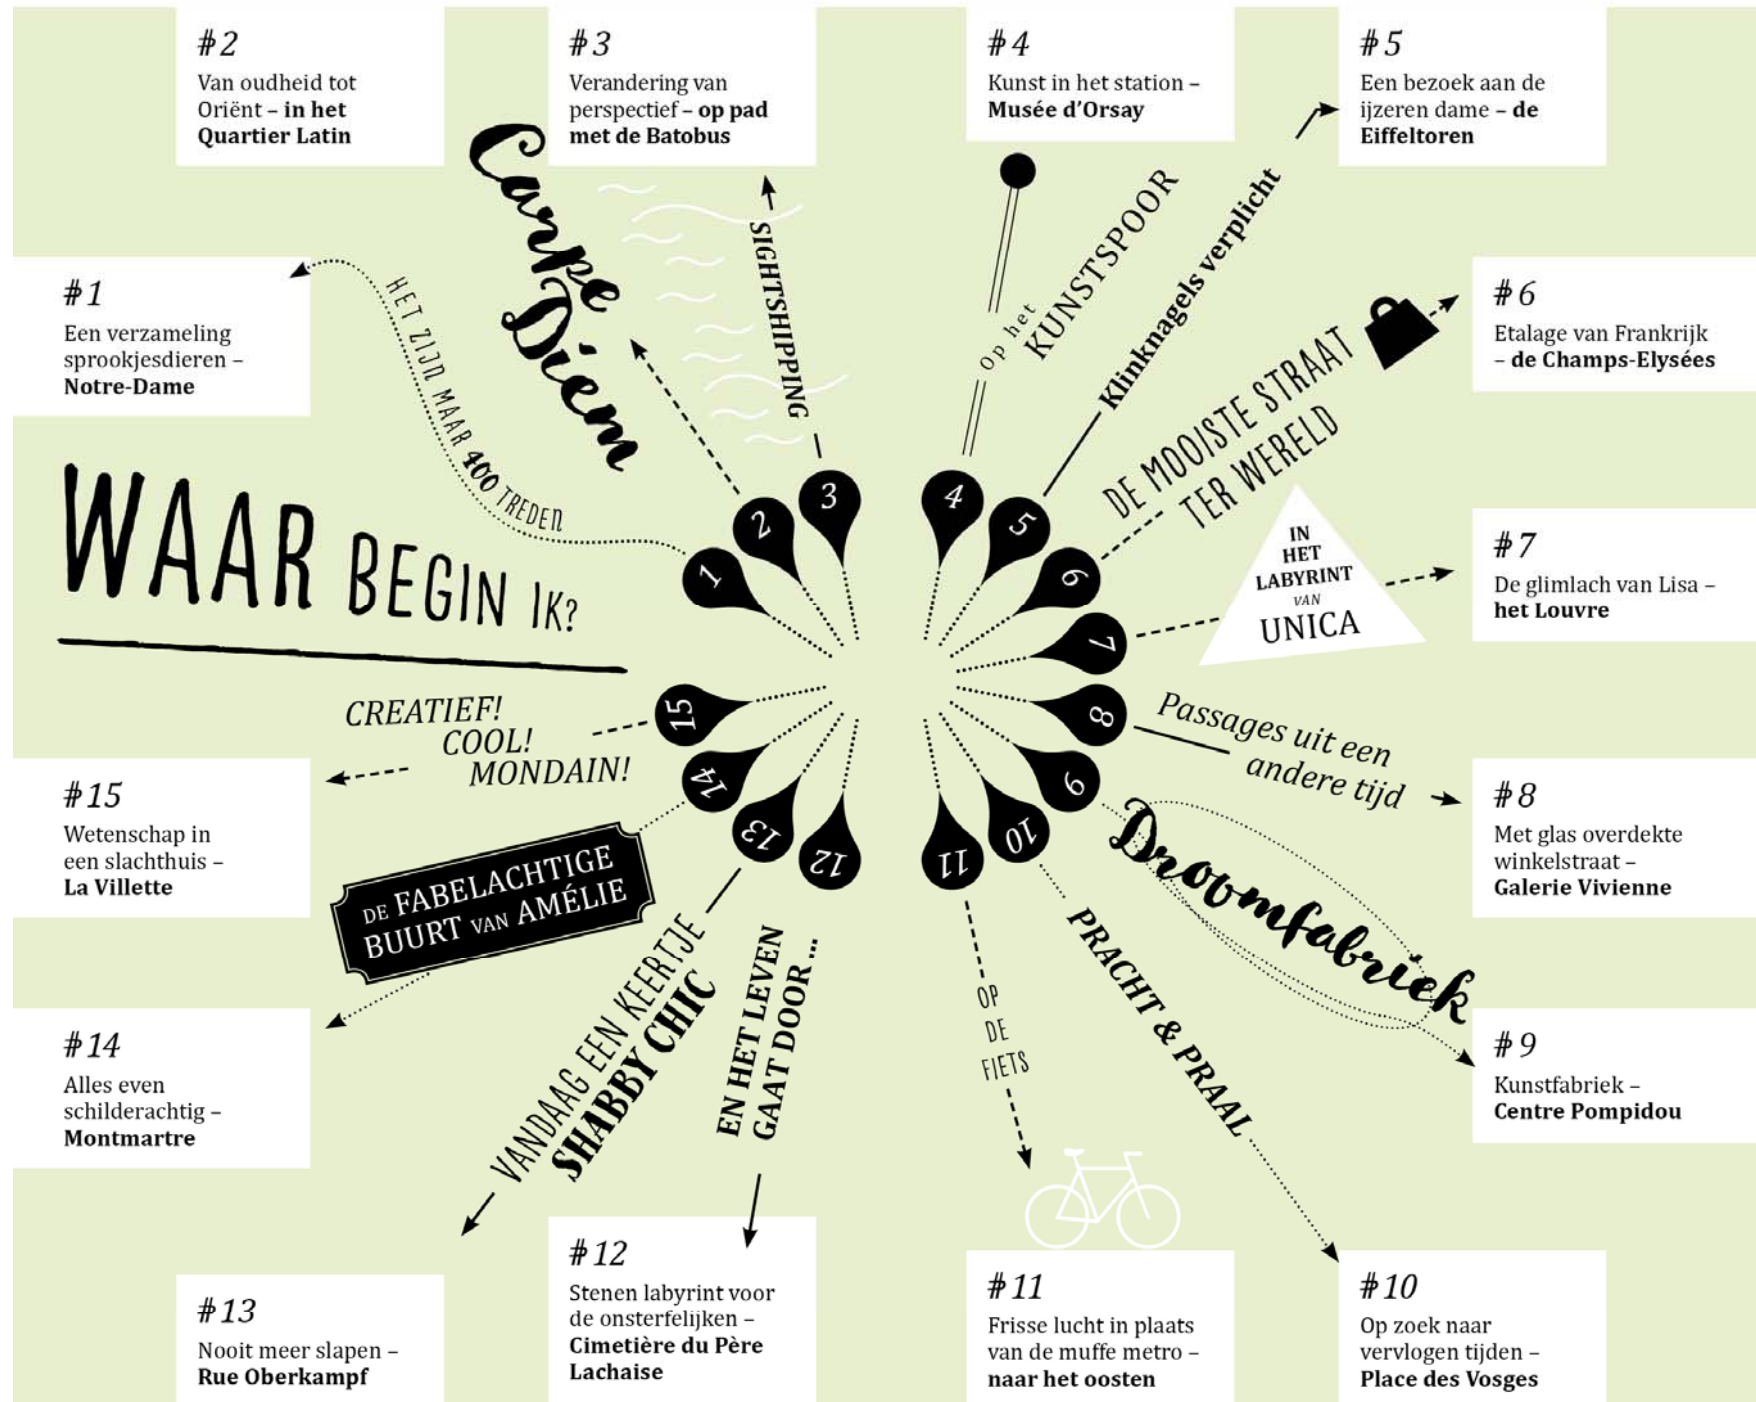 #2
Van oudheid tot
Oriënt – in het
Quartier Latin
#3
Verandering van
perspectief – op pad
met de Batobus
#4
Kunst in het station –
Musée d’Orsay
#5
Een bezoek aan de
ijzeren dame – de
Eiffeltoren
#1
Een verzameling
sprookjesdieren –
Notre-Dame
HET ZIJN MAAR 400 TREDEN
Carpe
Diem
SIGHTSHIPPING
Op het
KUNSTSPOOR
Klinknagels verplicht
DE MOOISTE STRAAT
TER WERELD
#6
Etalage van Frankrijk
– de Champs-Elysées
WAAR BEGIN IK?
1
2
3
4
5
6
7
8
9
10
11
12
13
14
15
IN
HET
LABYRINT
VAN
UNICA
#7
De glimlach van Lisa –
het Louvre
CREATIEF!
COOL!
MONDAIN!
Passages uit een
andere tijd
#15
Wetenschap in
een slachthuis –
La Villette
#8
Met glas overdekte
winkelstraat –
Galerie Vivienne
DE FABELACHTIGE
BUURT VAN AMÉLIE
Droomfabriek
VANDAAG EEN KEERTJE
SHABBY CHIC
EN HET LEVEN
GAAT DOOR...
OP
DE
FIETS
PRACHT & PRAAL
#14
Alles even
schilderachtig –
Montmartre
#9
Kunstfabriek –
Centre Pompidou
#13
Nooit meer slapen –
Rue Oberkampf
#12
Stenen labyrint voor
de onsterfelijken –
Cimetière du Père
Lachaise
#11
Frisse lucht in plaats
van de muffe metro –
naar het oosten
#10
Op zoek naar
vervlogen tijden –
Place des Vosges